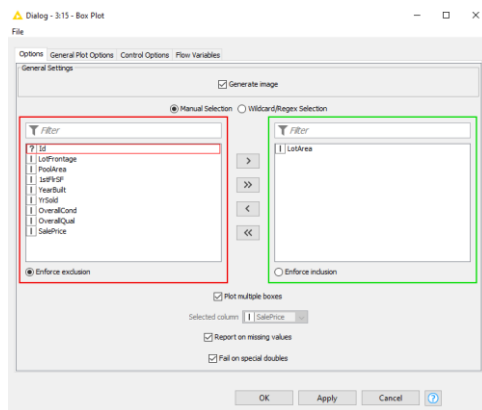 Dialog - 3:15 - Box Plot
File
Options General Plot Options Control Options Flow Variables
General Settings
Generate image
Manual Selection Wildcard/Regex Selection
Filter Filter
? Id
I LotFrontage
I PoolArea
I 1stFlrSF
I YearBuilt
I YrSold
I OverallCond
I OverallQual
I SalePrice
I LotArea
>
>>
<
<<
Enforce exclusion Enforce inclusion
Plot multiple boxes
Selected column I SalePrice
Report on missing values
Fail on special doubles
OK Apply Cancel ?